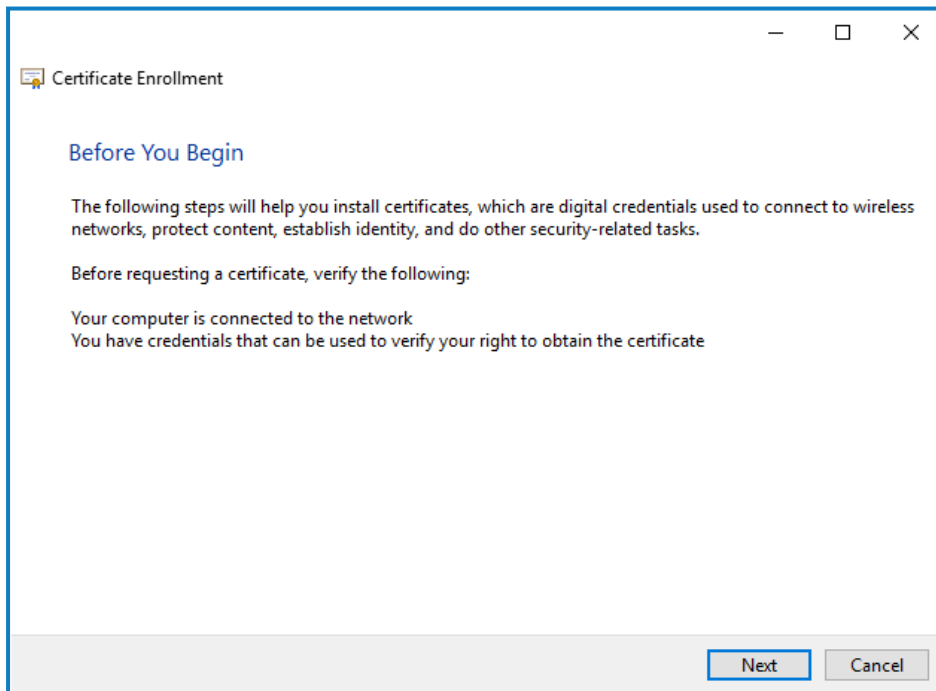 Certificate Enrollment
Before You Begin
The following steps will help you install certificates, which are digital credentials used to connect to wireless
networks, protect content, establish identity, and do other security-related tasks.
Before requesting a certificate, verify the following:
Your computer is connected to the network
You have credentials that can be used to verify your right to obtain the certificate
Next
Cancel